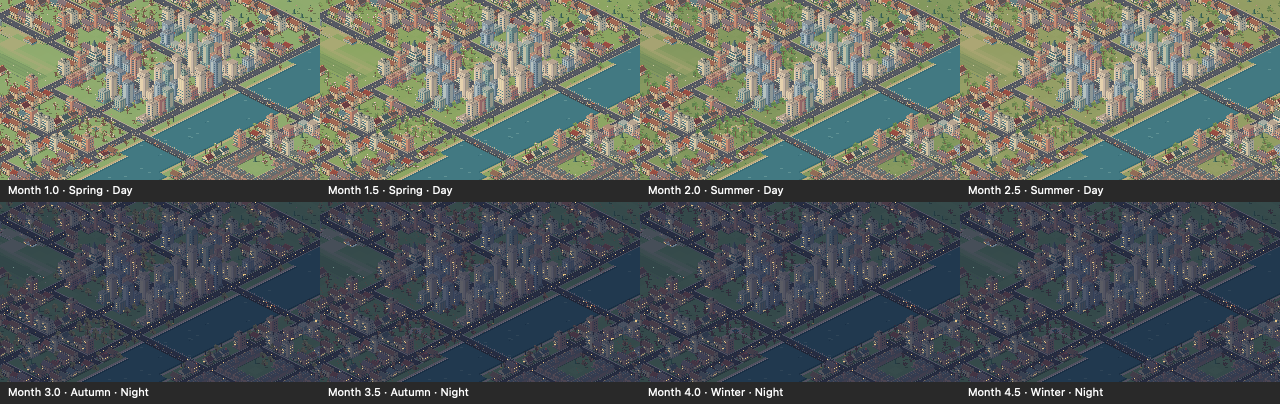 Month 1.0 · Spring · Day
Month 1.5 · Spring · Day
Month 2.0 · Summer · Day
Month 2.5 · Summer · Day
Month 3.0 · Autumn · Night
Month 3.5 · Autumn · Night
Month 4.0 · Winter · Night
Month 4.5 · Winter · Night